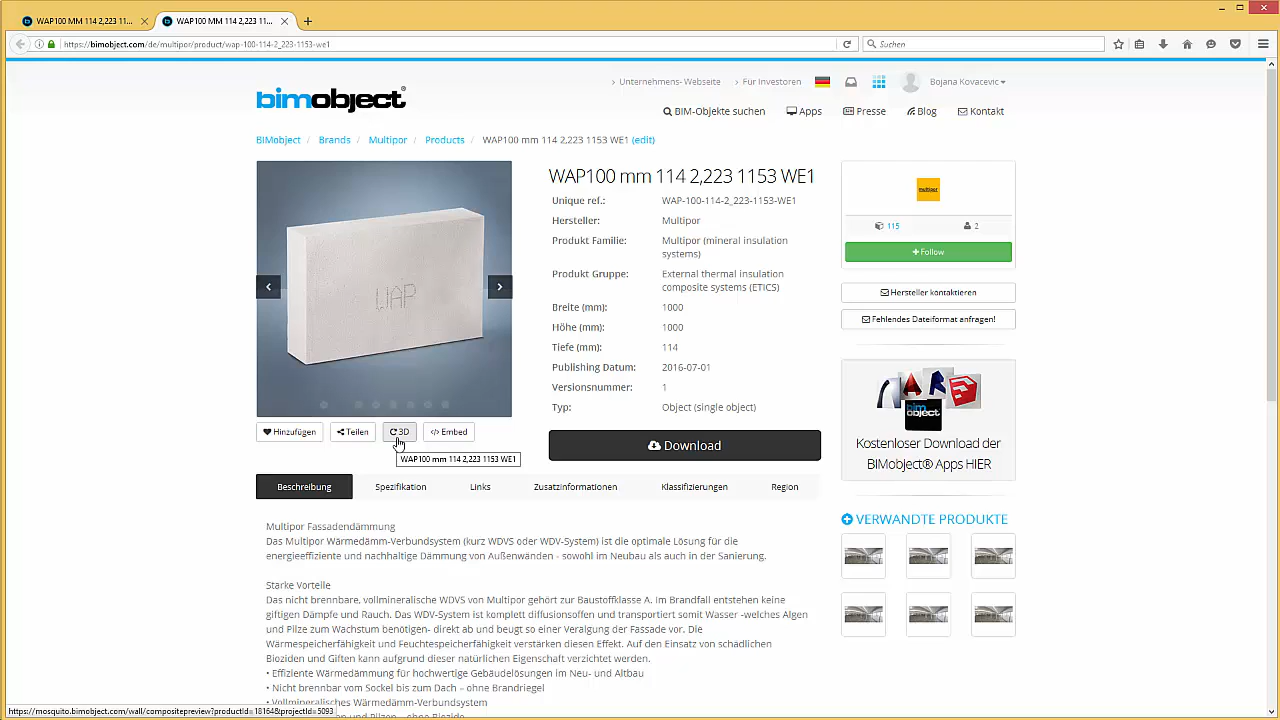 WAP100 MM 114 2,223 11...
WAP100 MM 114 2,223 11...
https://bimobject.com/de/multipor/product/wap-100-114-2_223-1153-we1
Suchen
Unternehmens- Webseite
Für Investoren
Bojana Kovacevic
bimobject®
BIM-Objekte suchen
Apps
Presse
Blog
Kontakt
BIMobject / Brands / Multipor / Products / WAP100 mm 114 2,223 1153 WE1 (edit)
WAP
WAP100 mm 114 2,223 1153 WE1
Unique ref.: WAP-100-114-2_223-1153-WE1
Hersteller: Multipor
Produkt Familie: Multipor (mineral insulation
systems)
Produkt Gruppe: External thermal insulation
composite systems (ETICS)
Breite (mm): 1000
Höhe (mm): 1000
Tiefe (mm): 114
Publishing Datum: 2016-07-01
Versionsnummer: 1
Typ: Object (single object)
Download
multipor
115
2
Follow
Hersteller kontaktieren
Fehlendes Dateiformat anfragen!
bim
object
Kostenloser Download der
BIMobject® Apps HIER
VERWANDTE PRODUKTE
Hinzufügen
Teilen
3D
</> Embed
WAP100 mm 114 2,223 1153 WE1
Beschreibung
Spezifikation
Links
Zusatzinformationen
Klassifizierungen
Region
Multipor Fassadendämmung
Das Multipor Wärmedämm-Verbundsystem (kurz WDVS oder WDV-System) ist die optimale Lösung für die
energieeffiziente und nachhaltige Dämmung von Außenwänden - sowohl im Neubau als auch in der Sanierung.
Starke Vorteile
Das nicht brennbare, vollmineralische WDVS von Multipor gehört zur Baustoffklasse A. Im Brandfall entstehen keine
giftigen Dämpfe und Rauch. Das WDV-System ist komplett diffusionsoffen und transportiert somit Wasser -welches Algen
und Pilze zum Wachstum benötigen- direkt ab und beugt so einer Veralgung der Fassade vor. Die
Wärmespeicherfähigkeit und Feuchtespeicherfähigkeit verstärken diesen Effekt. Auf den Einsatz von schädlichen
Bioziden und Giften kann aufgrund dieser natürlichen Eigenschaft verzichtet werden.
• Effiziente Wärmedämmung für hochwertige Gebäudelösungen im Neu- und Altbau
• Nicht brennbar vom Sockel bis zum Dach – ohne Brandriegel
• Vollmineralisches Wärmedämm-Verbundsystem
und Pilzen – ohne Biozide
https://mosquito.bimobject.com/wall/compositepreview?productId=18164&projectId=5093